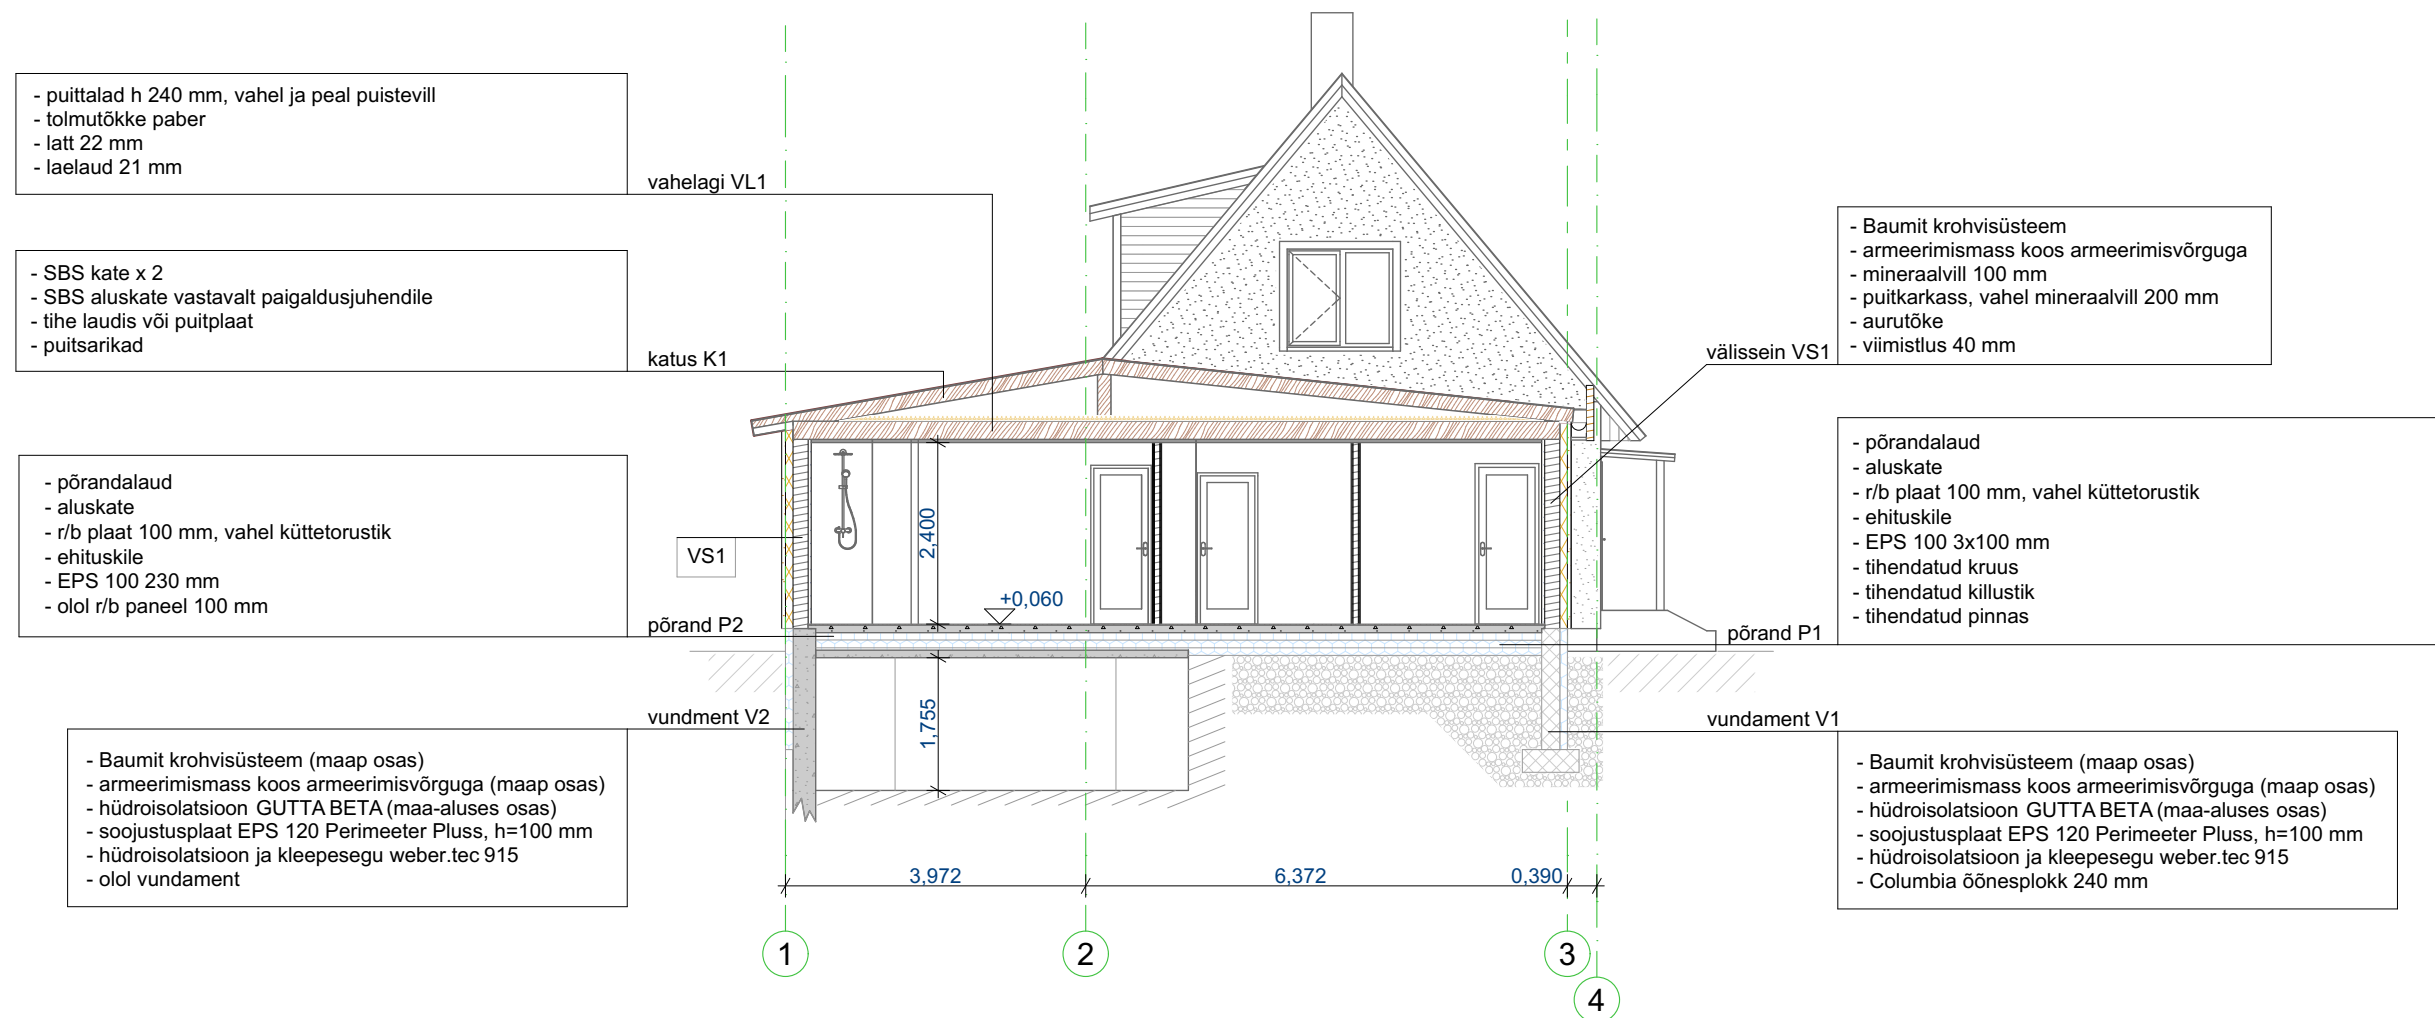 - puittalad h 240 mm, vahel ja peal puistevill
- tolmutõkke paber
- latt 22 mm
- laelaud 21 mm
vahelagi VL1
- SBS kate x 2
- SBS aluskate vastavalt paigaldusjuhendile
- tihe laudis või puitplaat
- puitsarikad
katus K1
- põrandalaud
- aluskate
- r/b plaat 100 mm, vahel küttetorustik
- ehituskile
- EPS 100 230 mm
- olol r/b paneel 100 mm
põrand P2
VS1
vundment V2
- Baumit krohvisüsteem (maap osas)
- armeerimismass koos armeerimisvõrguga (maap osas)
- hüdroisolatsioon GUTTA BETA (maa-aluses osas)
- soojustusplaat EPS 120 Perimeeter Pluss, h=100 mm
- hüdroisolatsioon ja kleepesegu weber.tec 915
- olol vundament
2,400
+0,060
1,755
3,972
6,372
0,390
1
2
3
4
- Baumit krohvisüsteem
- armeerimismass koos armeerimisvõrguga
- mineraalvill 100 mm
- puitkarkass, vahel mineraalvill 200 mm
- aurutõke
- viimistlus 40 mm
välissein VS1
- põrandalaud
- aluskate
- r/b plaat 100 mm, vahel küttetorustik
- ehituskile
- EPS 100 3x100 mm
- tihendatud kruus
- tihendatud killustik
- tihendatud pinnas
põrand P1
vundament V1
- Baumit krohvisüsteem (maap osas)
- armeerimismass koos armeerimisvõrguga (maap osas)
- hüdroisolatsioon GUTTA BETA (maa-aluses osas)
- soojustusplaat EPS 120 Perimeeter Pluss, h=100 mm
- hüdroisolatsioon ja kleepesegu weber.tec 915
- Columbia õõnesplokk 240 mm